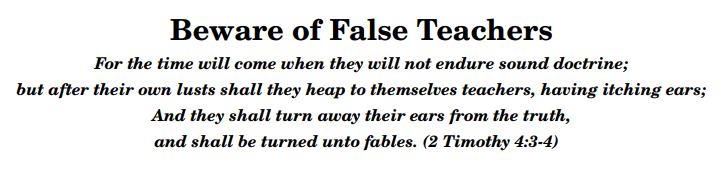 Beware of False Teachers
For the time will come when they will not endure sound doctrine;
but after their own lusts shall they heap to themselves teachers, having itching ears;
And they shall turn away their ears from the truth,
and shall be turned unto fables. (2 Timothy 4:3-4)